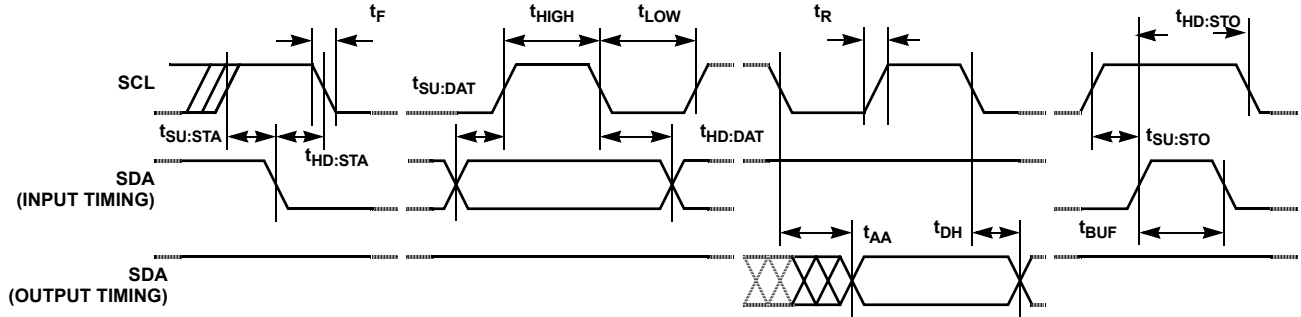 tF
tHIGH
tLOW
tR
tHD:STO
SCL
tSU:DAT
tSU:STA
tHD:STA
tHD:DAT
tSU:STO
SDA
(INPUT TIMING)
tAA
tDH
tBUF
SDA
(OUTPUT TIMING)